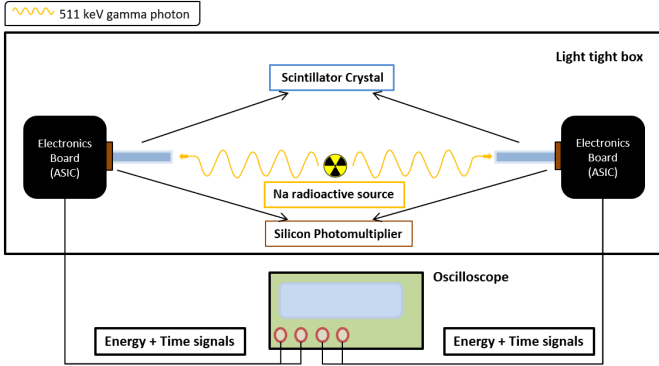 511 keV gamma photon
Light tight box
Scintillator Crystal
Electronics
Board
(ASIC)
Electronics
Board
(ASIC)
Na radioactive source
Silicon Photomultiplier
Oscilloscope
Energy + Time signals
Energy + Time signals